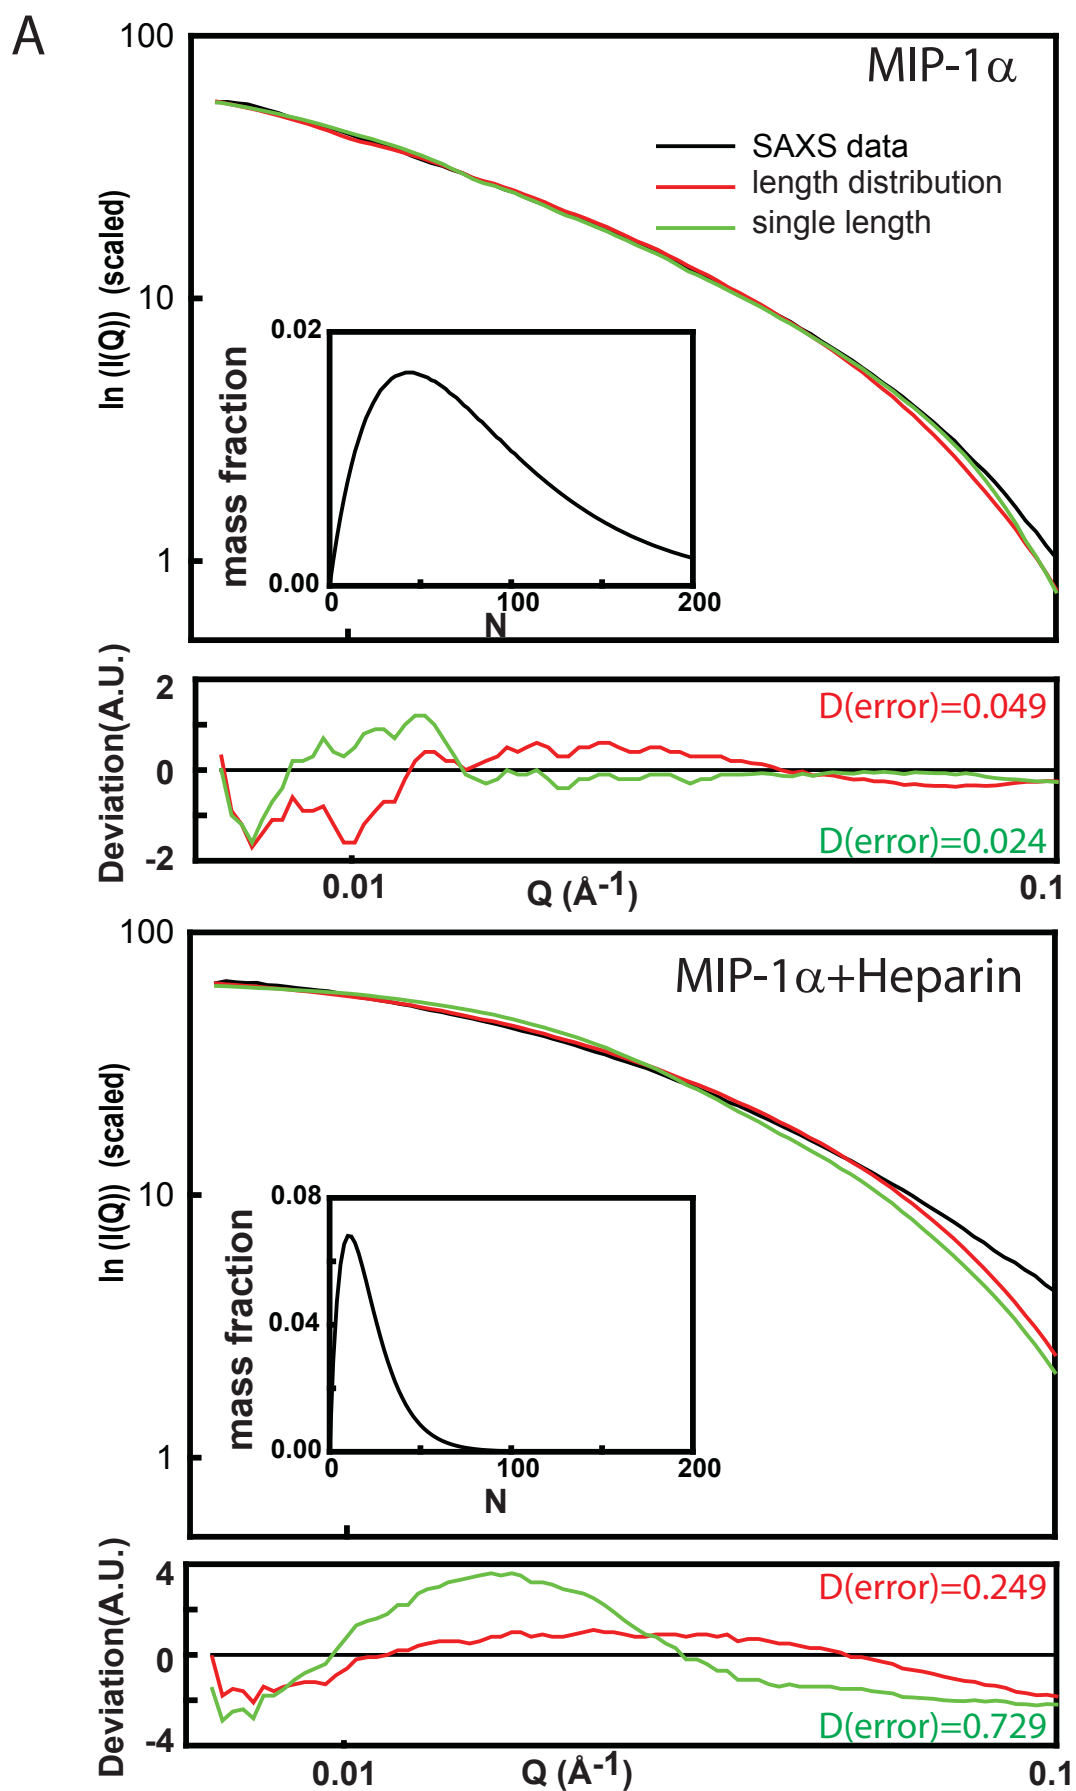 A
100
MIP-1α
SAXS data
length distribution
single length
ln (I(Q)) (scaled)
10
0.02
mass fraction
0.00
0
100
200
N
1
Deviation(A.U.)
2
0
-2
D(error)=0.049
D(error)=0.024
0.01
Q (Å-1)
0.1
100
MIP-1α+Heparin
ln (I(Q)) (scaled)
10
0.08
mass fraction
0.04
0.00
0
100
200
N
1
Deviation(A.U.)
4
0
-4
D(error)=0.249
D(error)=0.729
0.01
Q (Å-1)
0.1